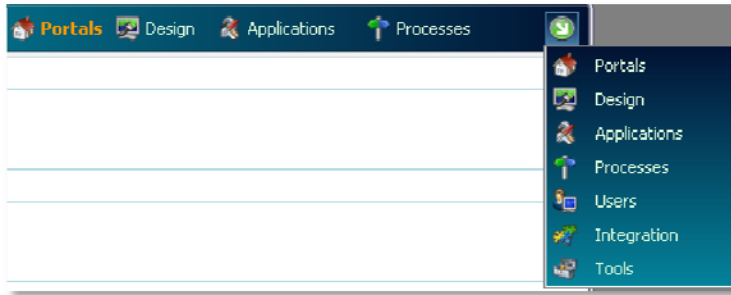 Portals Design Applications Processes
Portals
Design
Applications
Processes
Users
Integration
Tools